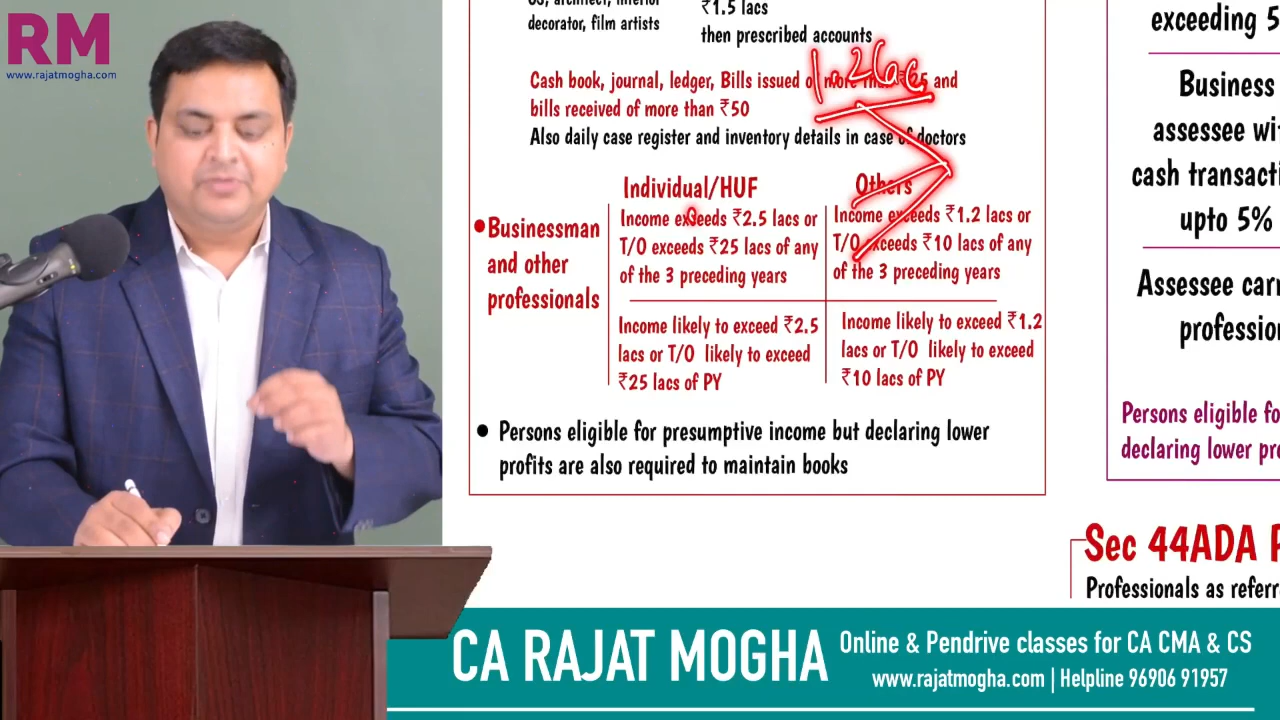 RM
www.rajatmogha.com
decorator, film artists
₹1.5 lacs
then prescribed accounts
Cash book, journal, ledger, Bills issued of more than ₹25 and
bills received of more than ₹50
Also daily case register and inventory details in case of doctors
1.2lac
Individual/HUF
Others
•Businessman
and other
professionals
Income exceeds ₹2.5 lacs or
T/O exceeds ₹25 lacs of any
of the 3 preceding years
Income exceeds ₹1.2 lacs or
T/O exceeds ₹10 lacs of any
of the 3 preceding years
Income likely to exceed ₹2.5
lacs or T/O likely to exceed
₹25 lacs of PY
Income likely to exceed ₹1.2
lacs or T/O likely to exceed
₹10 lacs of PY
• Persons eligible for presumptive income but declaring lower
profits are also required to maintain books
exceeding 5
Business
assessee wi
cash transacti
upto 5%
Assessee car
profession
Persons eligible fo
declaring lower pr
Sec 44ADA P
Professionals as referr
CA RAJAT MOGHA
Online & Pendrive classes for CA CMA & CS
www.rajatmogha.com | Helpline 96906 91957